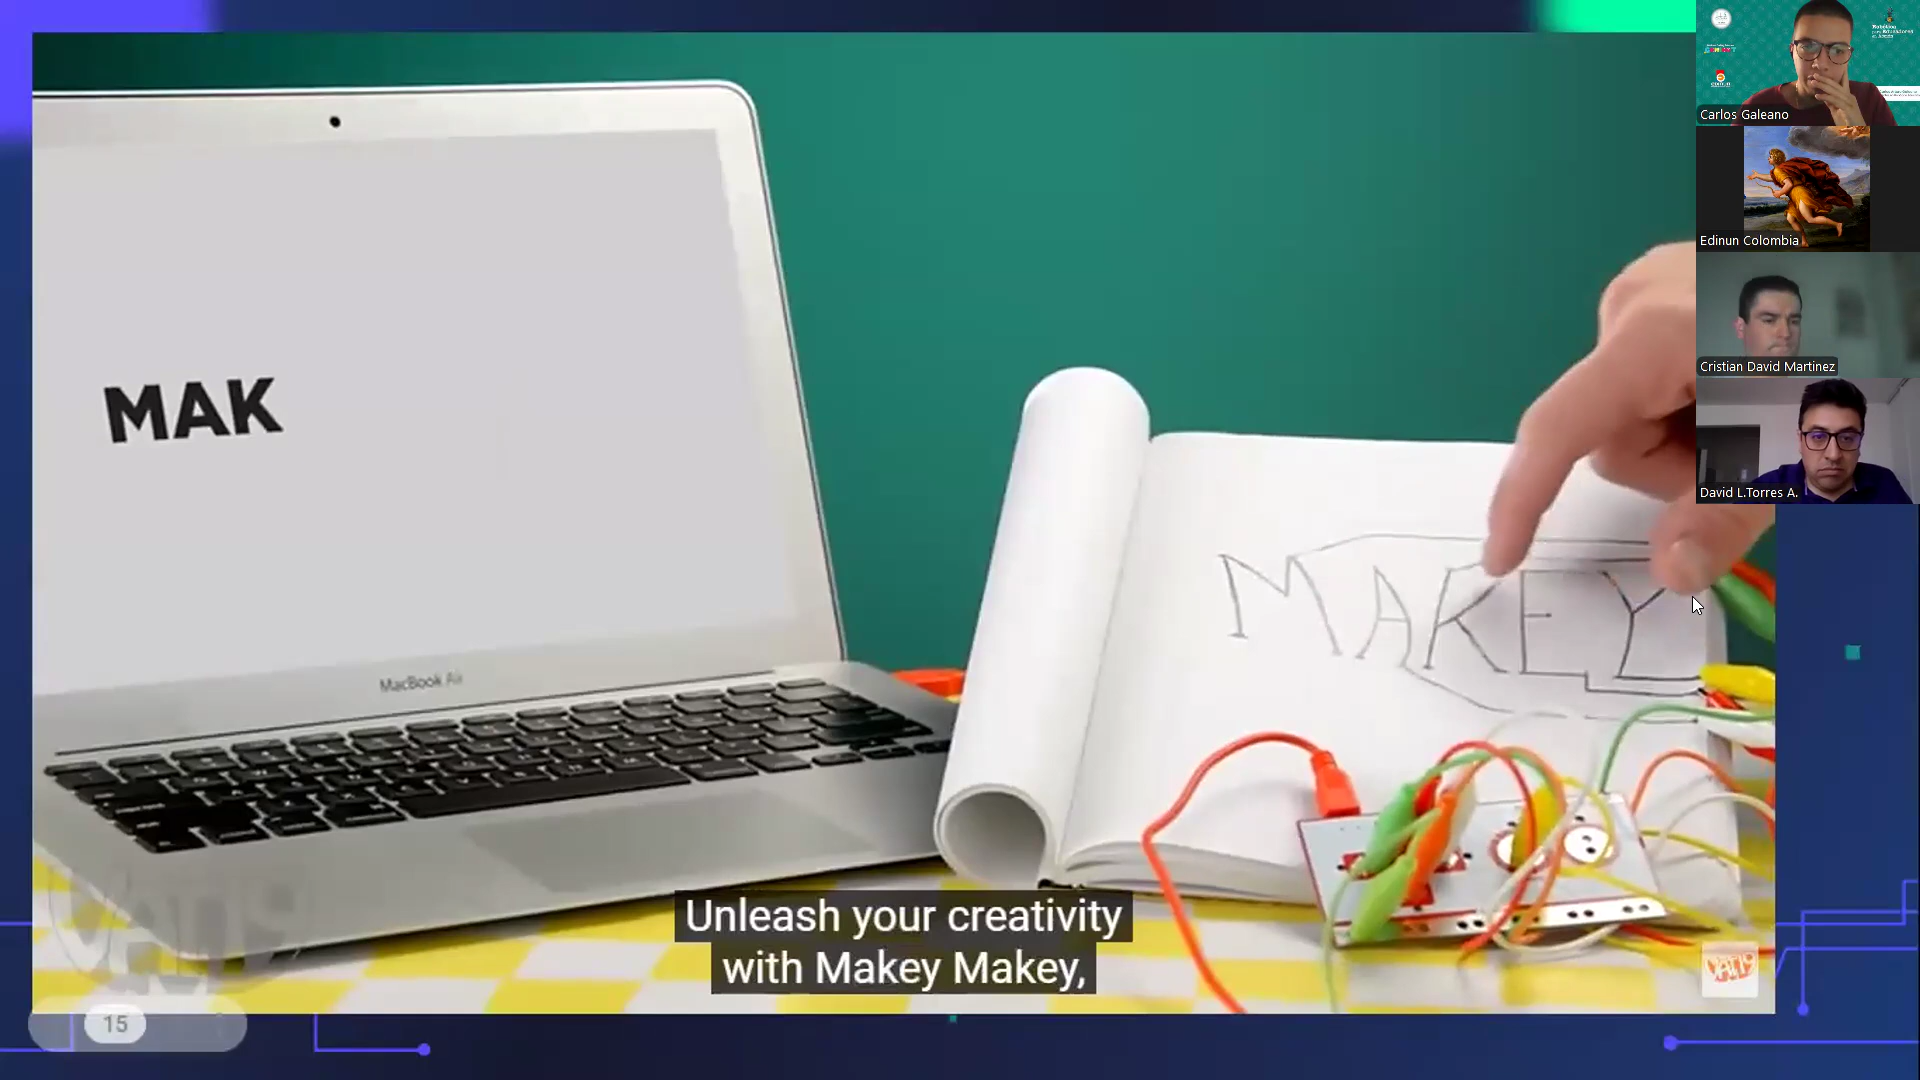 MAK
MacBook Air
MAKEY
Unleash your creativity
with Makey Makey,
15
Carlos Galeano
Edinun Colombia
Cristian David Martinez
David L.Torres A.